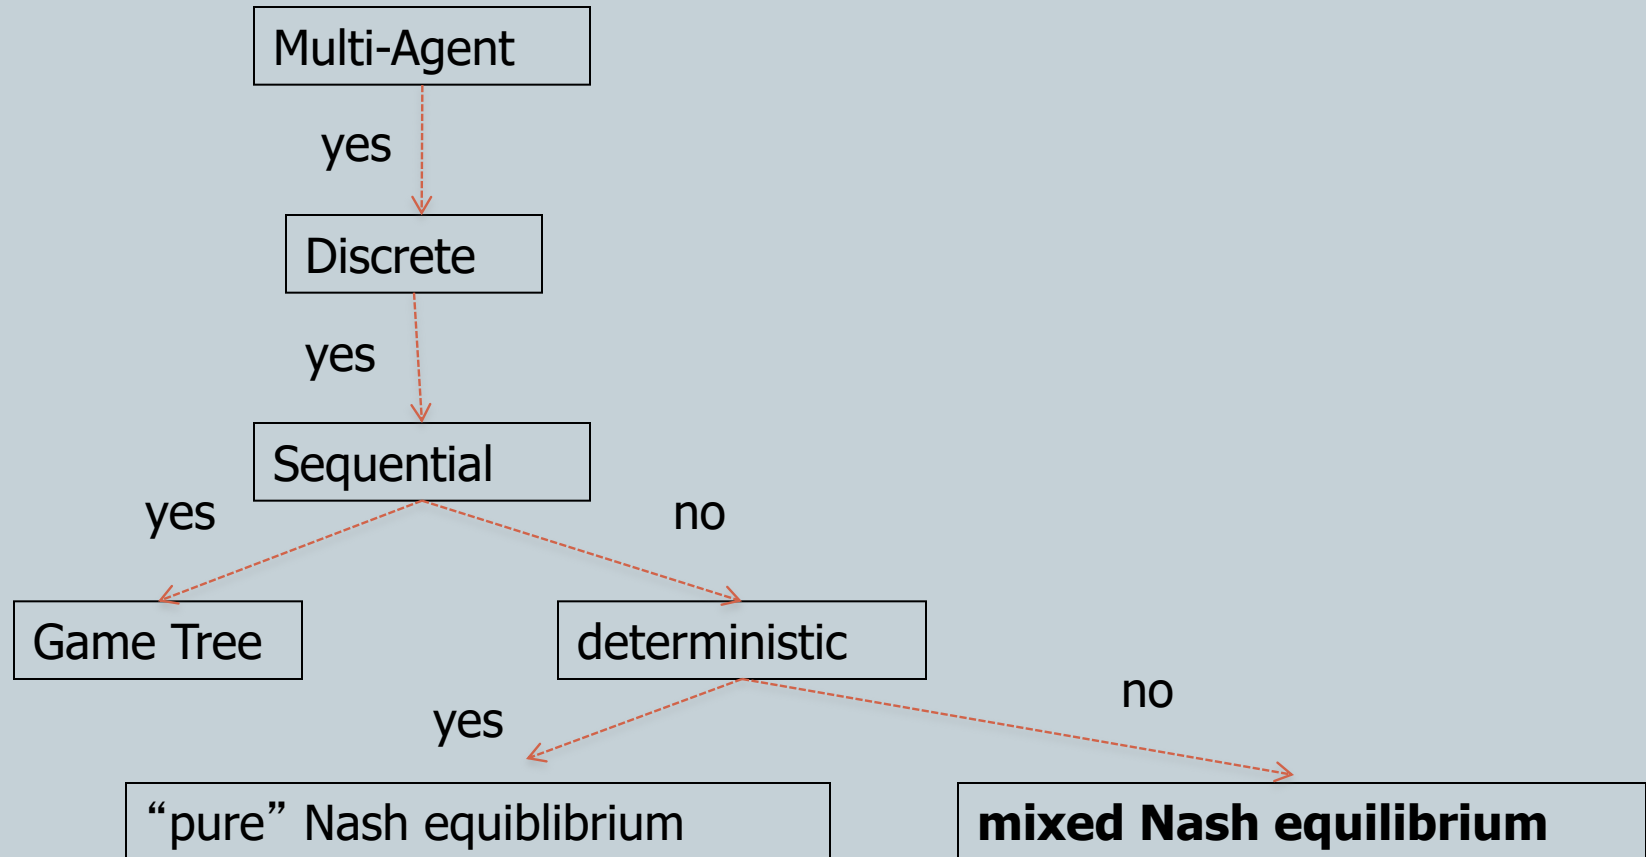 Multi-Agent
yes
Discrete
yes
Sequential
yes
no
Game Tree
deterministic
yes
no
“pure” Nash equiblibrium
mixed Nash equilibrium